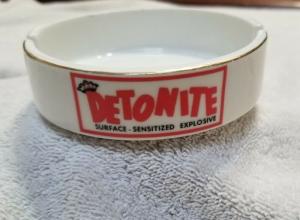 DETONITE
SURFACE - SENSITIZED EXPLOSIVE